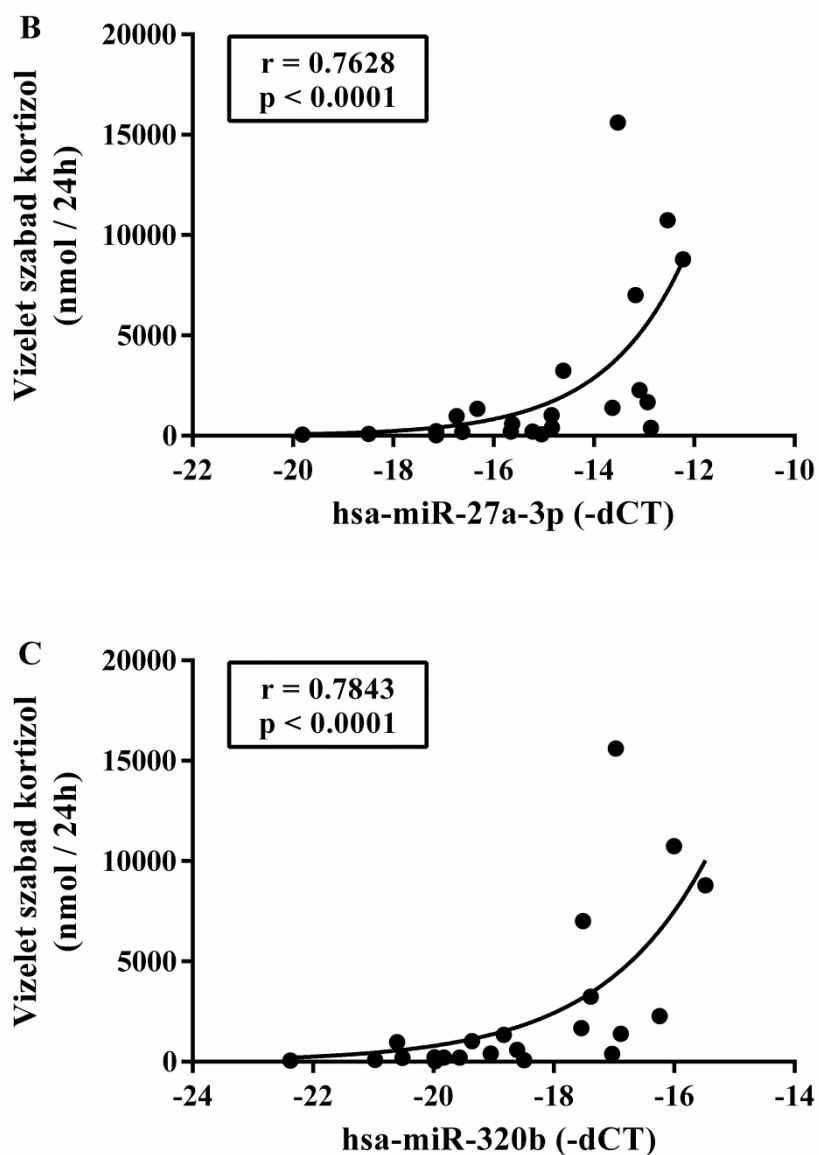 B
Vizelet szabad kortizol
(nmol / 24h)
r = 0.7628
p < 0.0001
20000
15000
10000
5000
0
-22 -20 -18 -16 -14 -12 -10
hsa-miR-27a-3p (-dCT)
C
Vizelet szabad kortizol
(nmol / 24h)
r = 0.7843
p < 0.0001
20000
15000
10000
5000
0
-24 -22 -20 -18 -16 -14
hsa-miR-320b (-dCT)